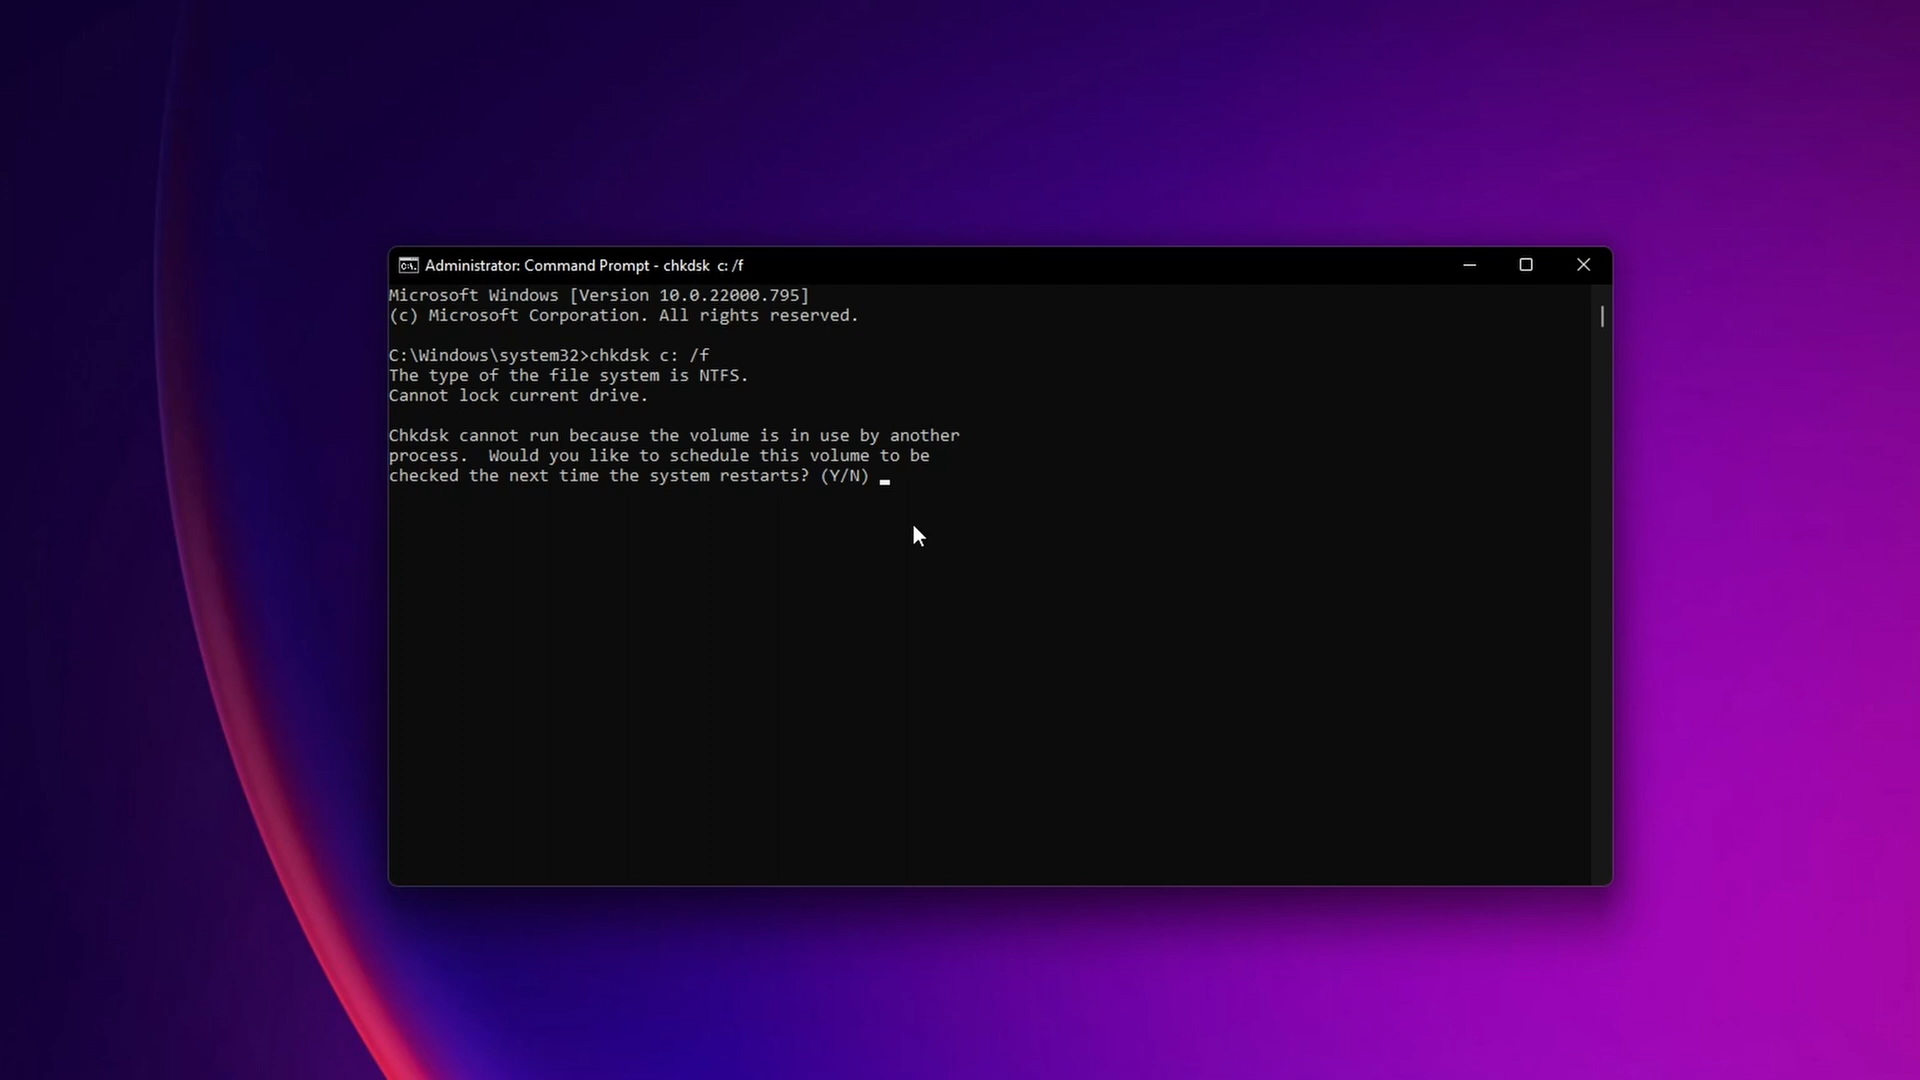 Administrator: Command Prompt - chkdsk  c: /f
Microsoft Windows [Version 10.0.22000.795]
(c) Microsoft Corporation. All rights reserved.
C:\Windows\system32>chkdsk c: /f
The type of the file system is NTFS.
Cannot lock current drive.
Chkdsk cannot run because the volume is in use by another
process.  Would you like to schedule this volume to be
checked the next time the system restarts? (Y/N)